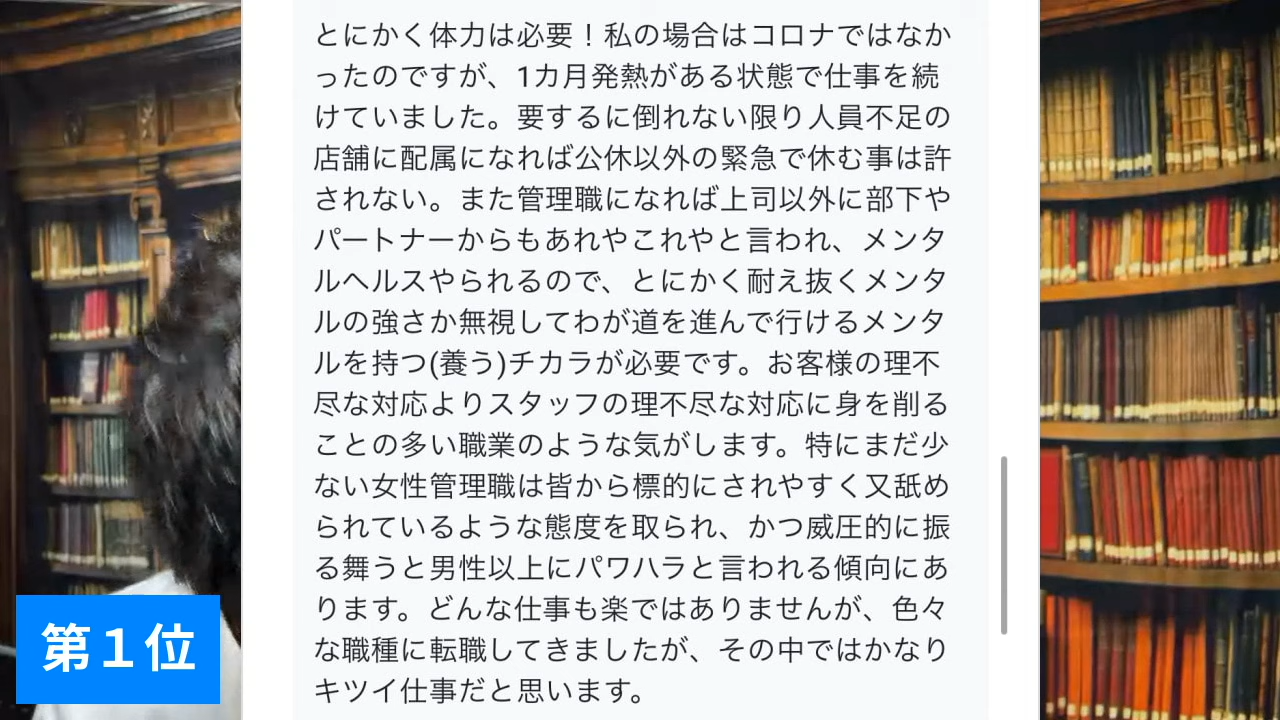 とにかく体力は必要！私の場合はコロナではなか
ったのですが、1カ月発熱がある状態で仕事を続
けていました。要するに倒れない限り人員不足の
店舗に配属になれば公休以外の緊急で休む事は許
されない。また管理職になれば上司以外に部下や
パートナーからもあれやこれやと言われ、メンタ
ルヘルスやられるので、とにかく耐え抜くメンタ
ルの強さか無視してわが道を進んで行けるメンタ
ルを持つ(養う)チカラが必要です。お客様の理不
尽な対応よりスタッフの理不尽な対応に身を削る
ことの多い職業のような気がします。特にまだ少
ない女性管理職は皆から標的にされやすく又舐め
られているような態度を取られ、かつ威圧的に振
る舞うと男性以上にパワハラと言われる傾向にあ
ります。どんな仕事も楽ではありませんが、色々
な職種に転職してきましたが、その中ではかなり
キツイ仕事だと思います。
第１位